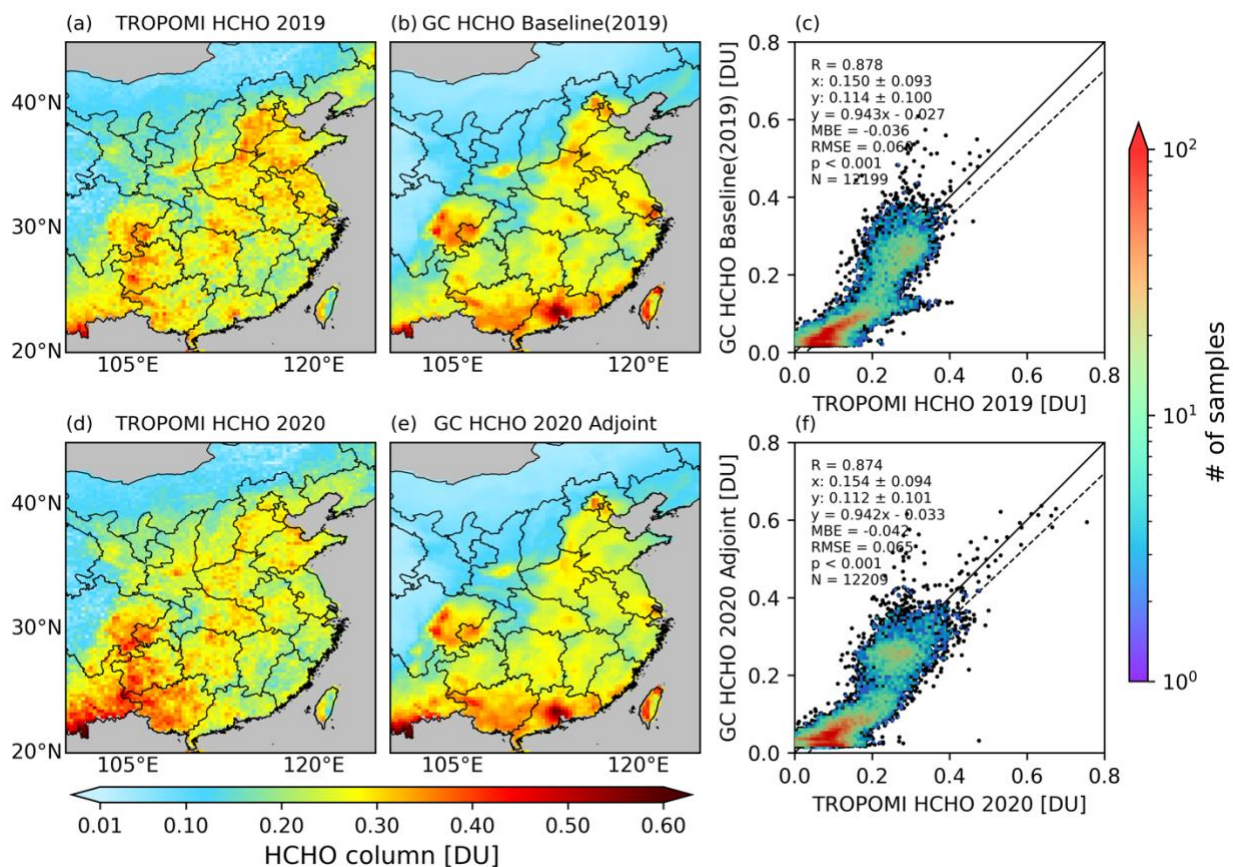 (a) TROPOMI HCHO 2019
(b) GC HCHO Baseline(2019)
(c)
40°N
30°N
20°N
105°E
120°E
105°E
120°E
GC HCHO Baseline(2019) [DU]
0.8
0.6
0.4
0.2
0.0
R = 0.878
x: 0.150 ± 0.093
y: 0.114 ± 0.100
y = 0.943x - 0.027
MBE = -0.036
RMSE = 0.060
p < 0.001
N = 12199
0.0 0.2 0.4 0.6 0.8
TROPOMI HCHO 2019 [DU]
(d) TROPOMI HCHO 2020
(e) GC HCHO 2020 Adjoint
(f)
40°N
30°N
20°N
105°E
120°E
105°E
120°E
GC HCHO 2020 Adjoint [DU]
0.8
0.6
0.4
0.2
0.0
R = 0.874
x: 0.154 ± 0.094
y: 0.112 ± 0.101
y = 0.942x - 0.033
MBE = -0.042
RMSE = 0.065
p < 0.001
N = 12209
0.0 0.2 0.4 0.6 0.8
TROPOMI HCHO 2020 [DU]
10²
10¹
10⁰
# of samples
0.01 0.10 0.20 0.30 0.40 0.50 0.60
HCHO column [DU]